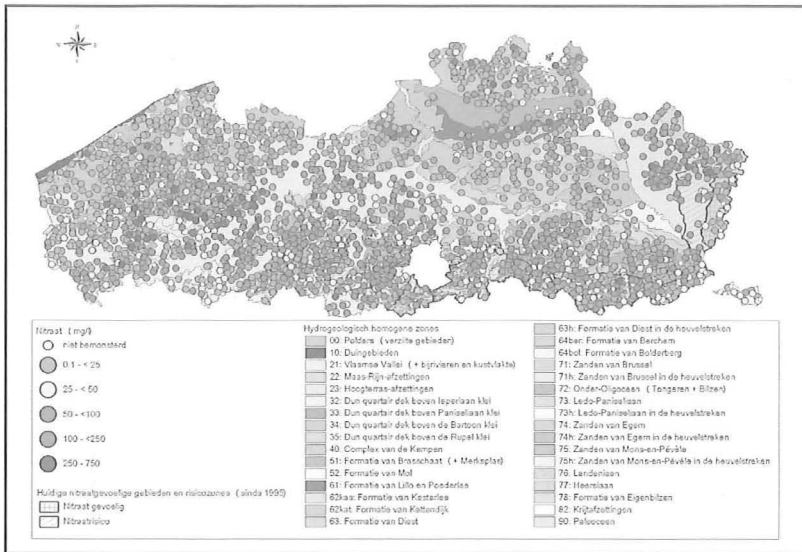 N
W E
S
Nitraat ( mg/l)
niet bemonsterd
0.1 - < 25
25 - < 50
50 - <100
100 - <250
250 - 750
Huidige nitraatgevoelige gebieden en risicozones (sinds 1995)
Nitraat gevoelig
Nitraatrisico
Hydrogeologisch homogene zones
00: Polders (verzilte gebieden)
10: Duingebieden
21: Vlaamse Vallei (+ bijrivieren en kustvlakte)
22: Maas-Rijn-afzettingen
23: Hoogterras-afzettingen
32: Dun quartair dek boven Ieperiaan klei
33: Dun quartair dek boven Paniseliaan klei
34: Dun quartair dek boven de Bartoon klei
35: Dun quartair dek boven de Rupel klei
40: Complex van de Kempen
51: Formatie van Brasschaat (+ Merksplas)
52: Formatie van Mol
61: Formatie van Lillo en Poederlee
62kas: Formatie van Kasterlee
62kat: Formatie van Kattendijk
63: Formatie van Diest
63h: Formatie van Diest in de heuvelstreken
64ber: Formatie van Berchem
64bol: Formatie van Bolderberg
71: Zanden van Brussel
71h: Zanden van Brussel in de heuvelstreken
72: Onder-Oligoceen (Tongeren + Bilzen)
73: Ledo-Paniseliaan
73h: Ledo-Paniseliaan in de heuvelstreken
74: Zanden van Egem
74h: Zanden van Egem in de heuvelstreken
75: Zanden van Mons-en-Pévèle
75h: Zanden van Mons-en-Pévèle in de heuvelstreken
76: Landeniaan
77: Heersiaan
78: Formatie van Eigenbilzen
82: Krijtafzettingen
90: Paleoceen